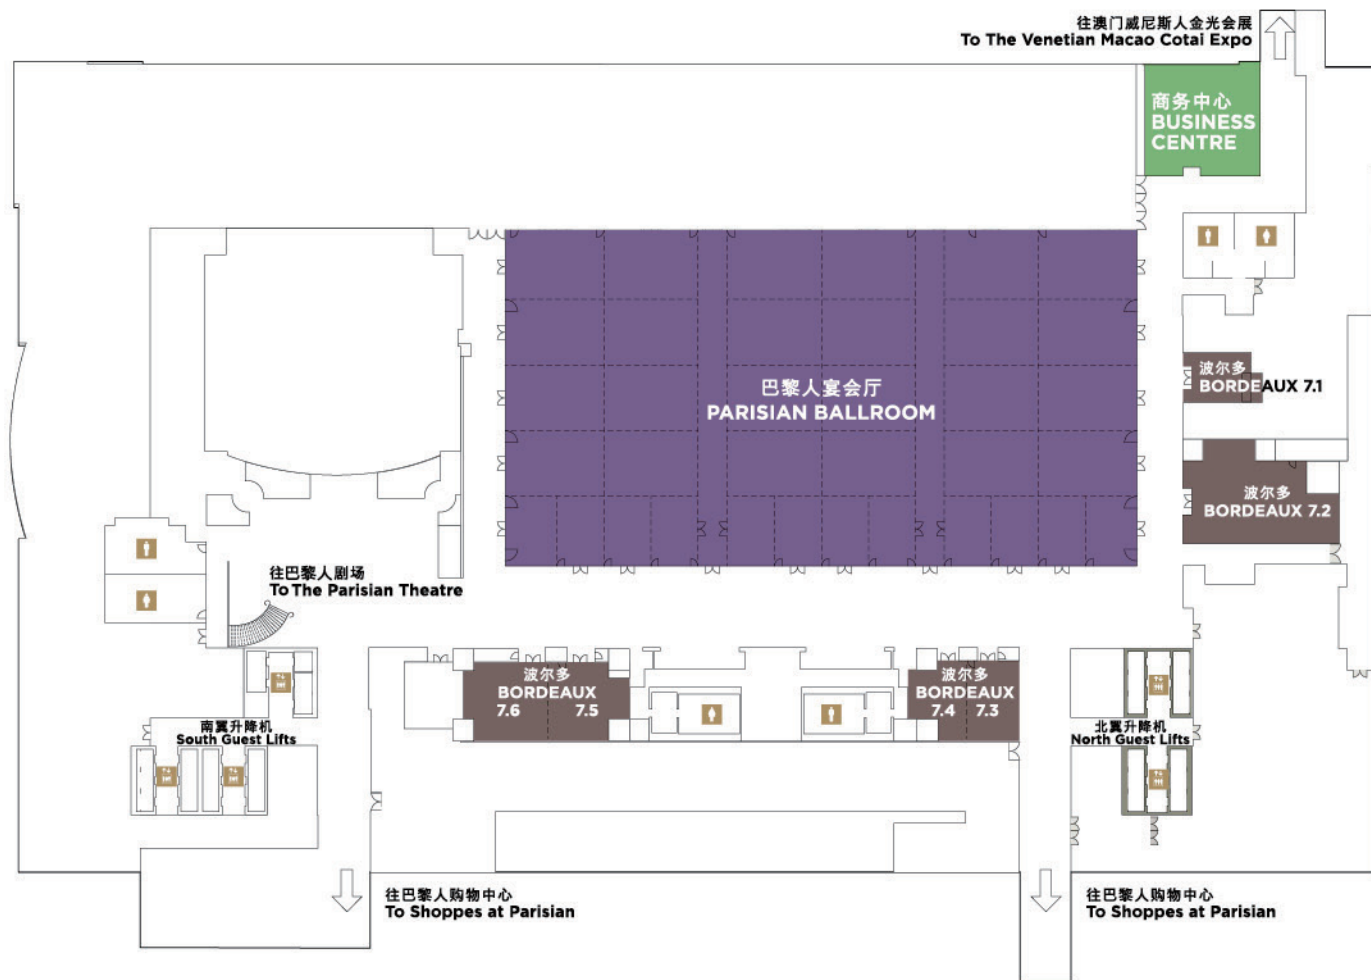 往澳门威尼斯人金光会展
To The Venetian Macao Cotai Expo
商务中心
BUSINESS
CENTRE
巴黎人宴会厅
PARISIAN BALLROOM
波尔多
BORDEAUX 7.1
波尔多
BORDEAUX 7.2
往巴黎人剧场
To The Parisian Theatre
波尔多
BORDEAUX
7.6 7.5
波尔多
BORDEAUX
7.4 7.3
南翼升降机
South Guest Lifts
北翼升降机
North Guest Lifts
往巴黎人购物中心
To Shoppes at Parisian
往巴黎人购物中心
To Shoppes at Parisian